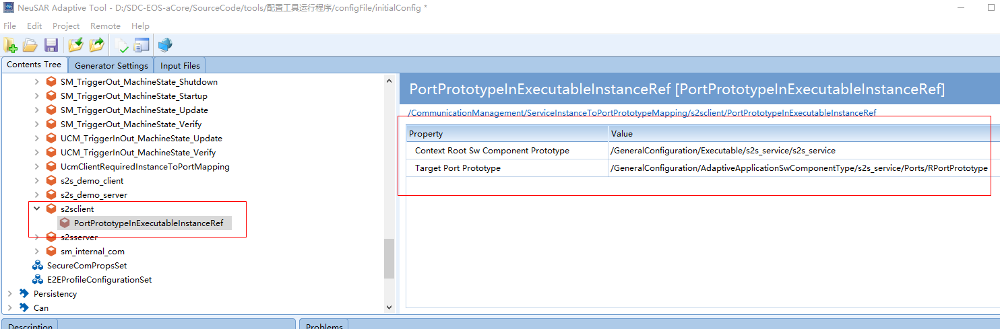 NeuSAR Adaptive Tool - D:/SDC-EOS-aCore/SourceCode/tools/配置工具运行程序/configFile/initialConfig *
File Edit Project Remote Help
Contents Tree Generator Settings Input Files
SM_TriggerOut_MachineState_Shutdown
SM_TriggerOut_MachineState_Startup
SM_TriggerOut_MachineState_Update
SM_TriggerOut_MachineState_Verify
UCM_TriggerInOut_MachineState_Update
UCM_TriggerInOut_MachineState_Verify
UcmClientRequiredInstanceToPortMapping
s2s_demo_client
s2s_demo_server
s2sclient
PortPrototypeInExecutableInstanceRef
s2sserver
sm_internal_com
SecureComPropsSet
E2EProfileConfigurationSet
Persistency
Can
PortPrototypeInExecutableInstanceRef [PortPrototypeInExecutableInstanceRef]
/CommunicationManagement/ServiceInstanceToPortPrototypeMapping/s2sclient/PortPrototypeInExecutableInstanceRef
Property Value
Context Root Sw Component Prototype /GeneralConfiguration/Executable/s2s_service/s2s_service
Target Port Prototype /GeneralConfiguration/AdaptiveApplicationSwComponentType/s2s_service/Ports/RPortPrototype
Description Problems